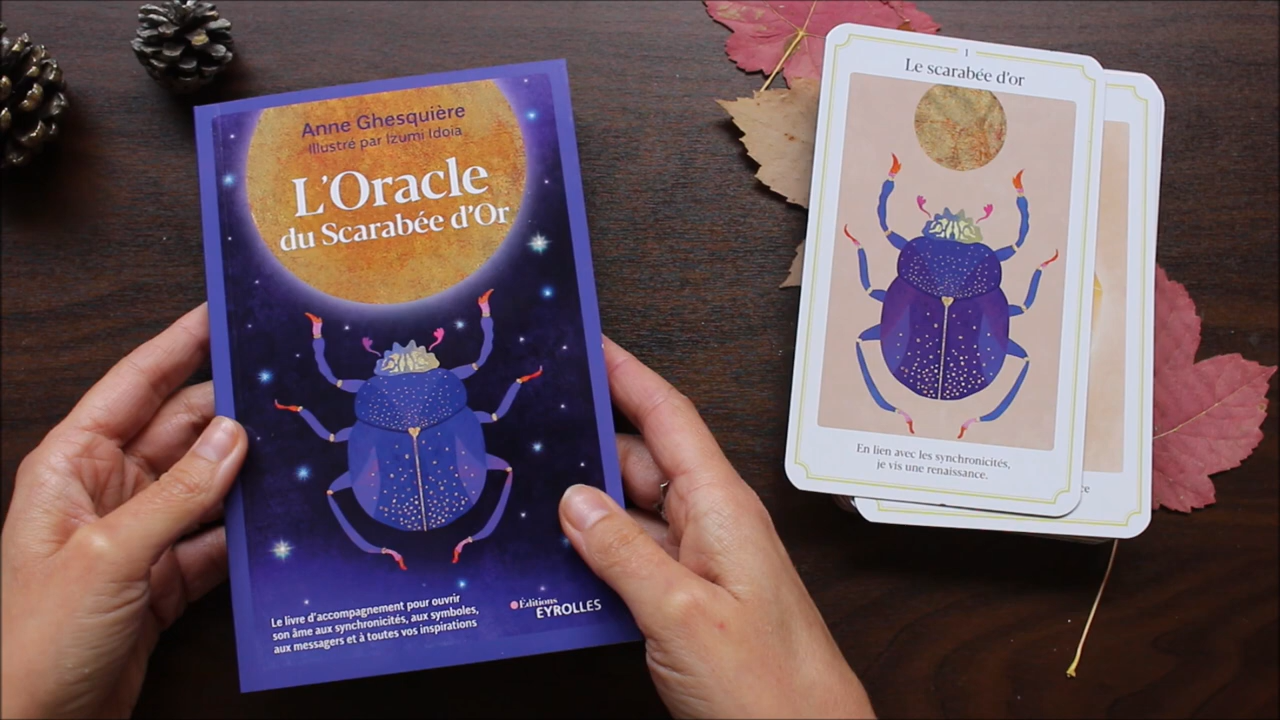 Anne Ghesquière
Illustré par Izumi Idoia
L'Oracle
du Scarabée d'Or
Le livre d'accompagnement pour ouvrir
son âme aux synchronicités, aux symboles,
aux messagers et à toutes vos inspirations
Éditions
EYROLLES
I
Le scarabée d'or
En lien avec les synchronicités,
je vis une renaissance.